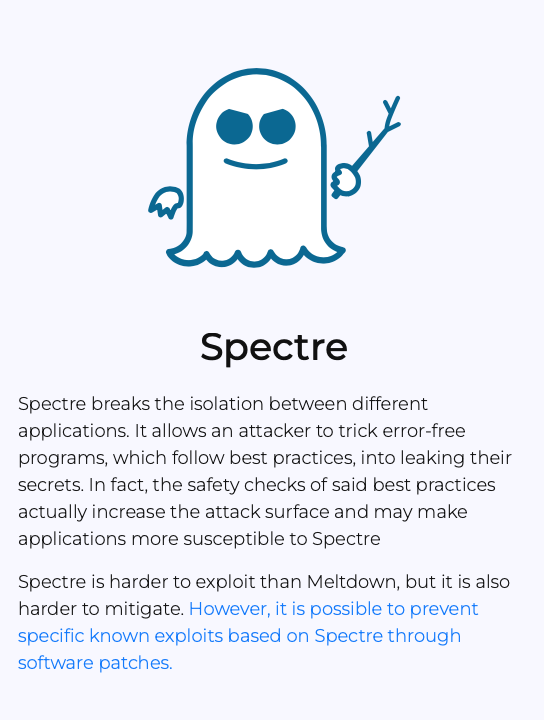 Spectre
Spectre breaks the isolation between different
applications. It allows an attacker to trick error-free
programs, which follow best practices, into leaking their
secrets. In fact, the safety checks of said best practices
actually increase the attack surface and may make
applications more susceptible to Spectre
Spectre is harder to exploit than Meltdown, but it is also
harder to mitigate. However, it is possible to prevent
specific known exploits based on Spectre through
software patches.